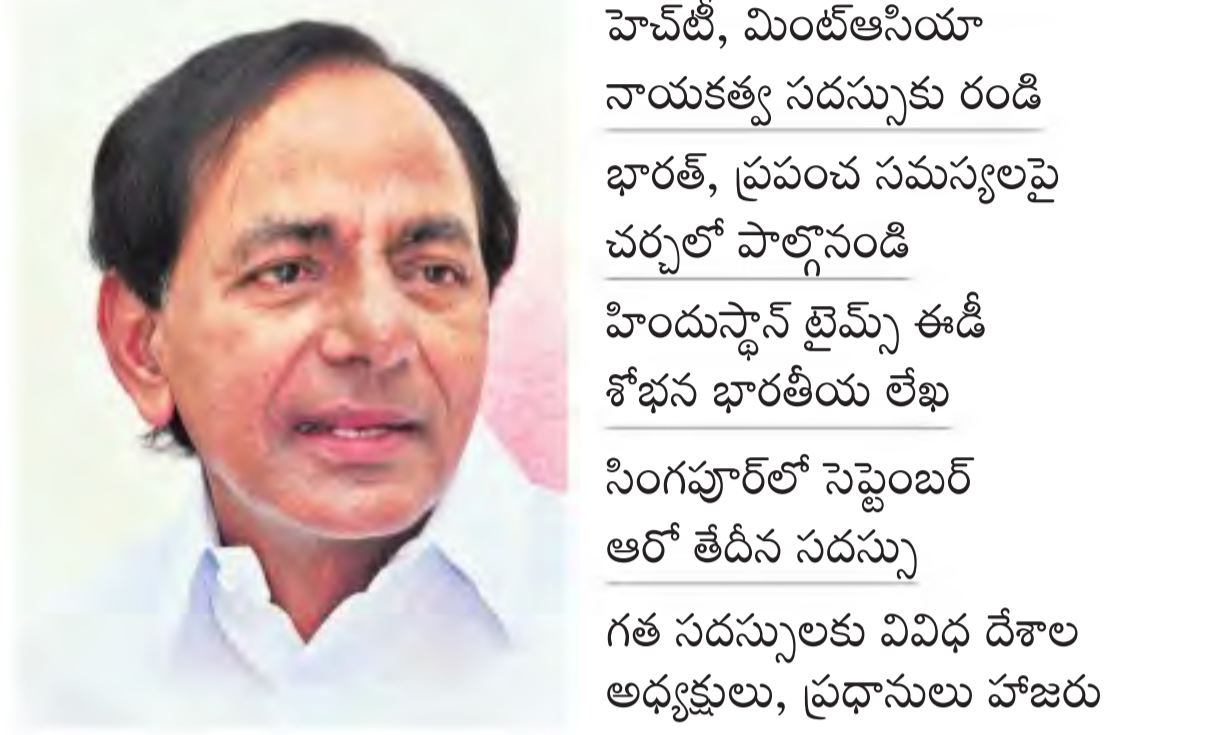 హెచ్‌టీ, మింట్‌ఆసియా
నాయకత్వ సదస్సుకు రండి
భారత్, ప్రపంచ సమస్యలపై
చర్చలో పాల్గొనండి
హిందుస్థాన్ టైమ్స్ ఈడీ
శోభన భారతీయ లేఖ
సింగపూర్‌లో సెప్టెంబర్
ఆరో తేదీన సదస్సు
గత సదస్సులకు వివిధ దేశాల
అధ్యక్షులు, ప్రధానులు హాజరు